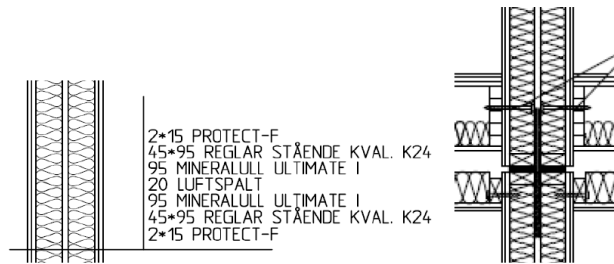 2*15 PROTECT-F
45*95 REGLAR STÅENDE KVAL. K24
95 MINERALULL ULTIMATE I
20 LUFTSPALT
95 MINERALULL ULTIMATE I
45*95 REGLAR STÅENDE KVAL. K24
2*15 PROTECT-F